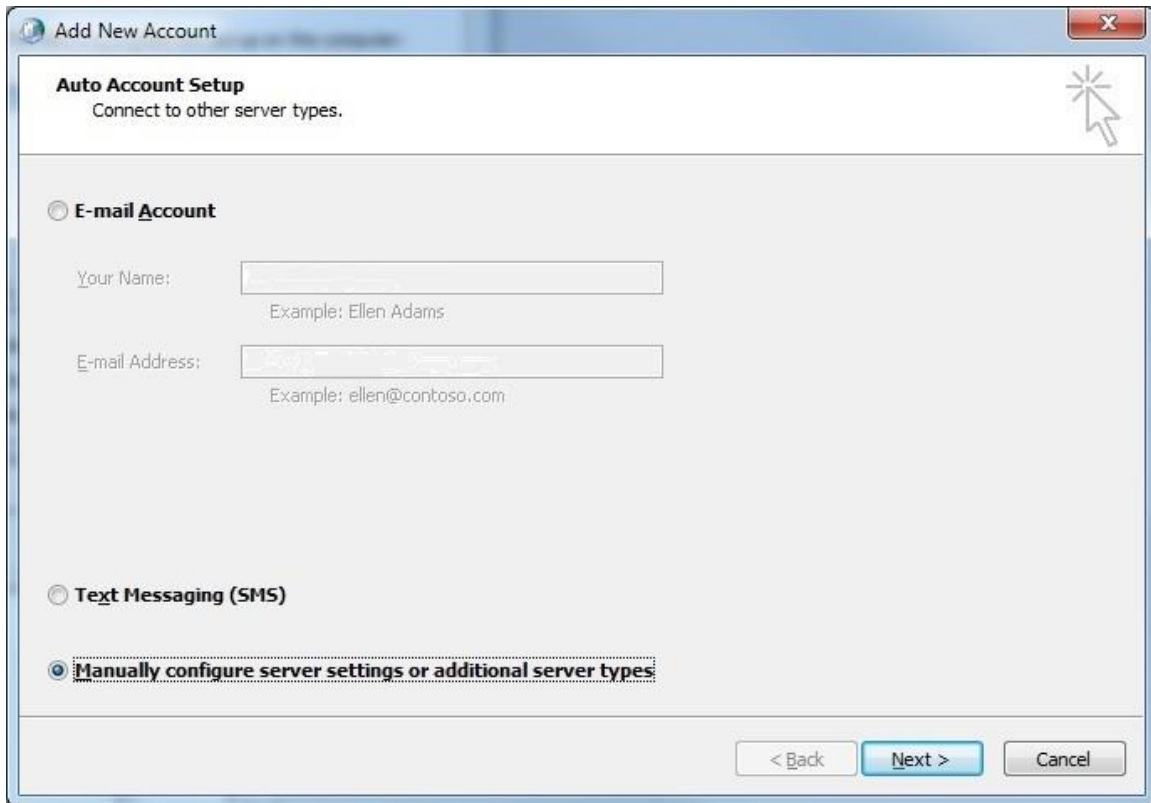 Add New Account
Auto Account Setup
Connect to other server types.
E-mail Account
Your Name:
Example: Ellen Adams
E-mail Address:
Example: ellen@contoso.com
Text Messaging (SMS)
Manually configure server settings or additional server types
< Back Next > Cancel